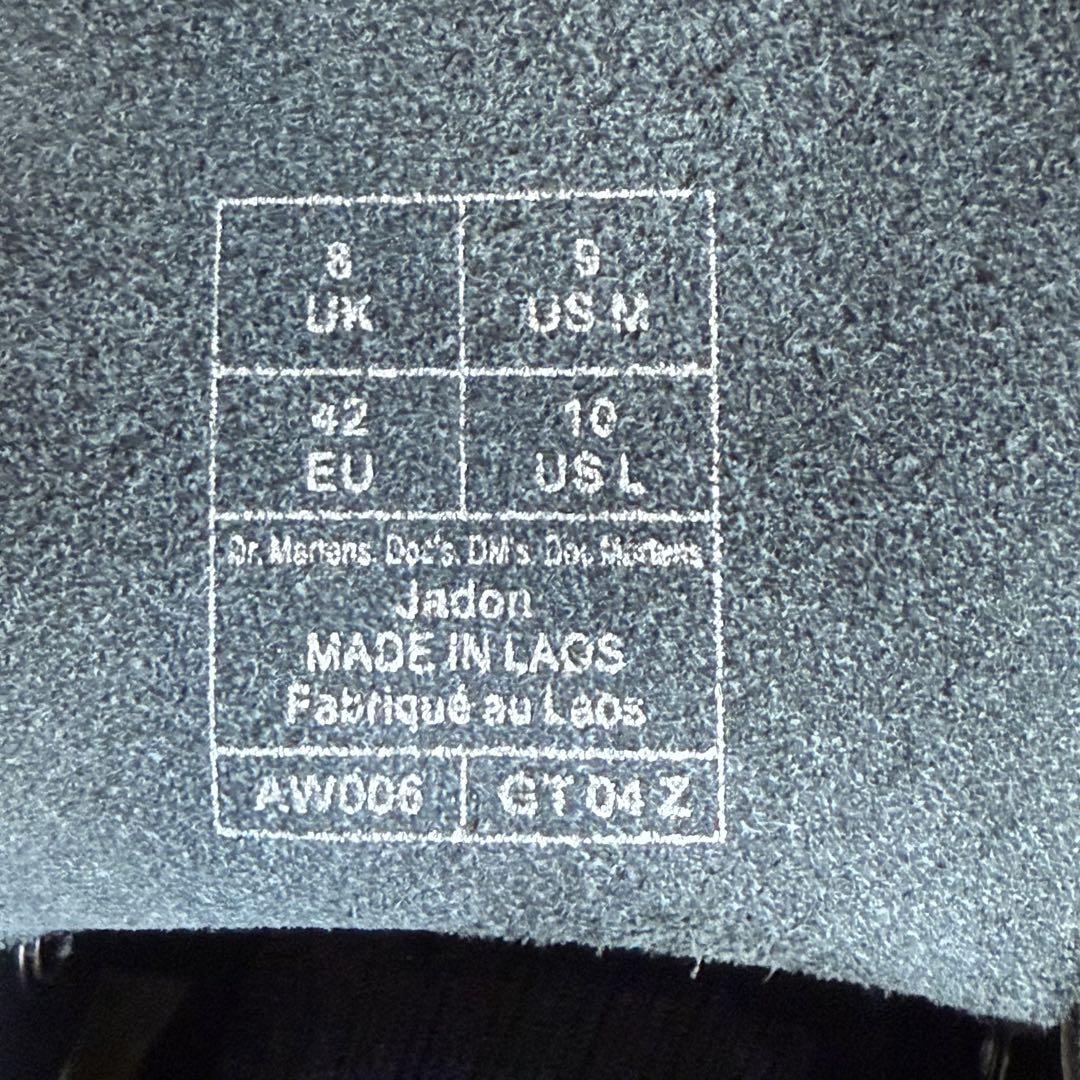 8
UK
9
US M
42
EU
10
US L
Dr. Martens. Doc's. DM's. Doc Martens
Jadon
MADE IN LAOS
Fabriqué au Laos
AW006
GT 04 Z